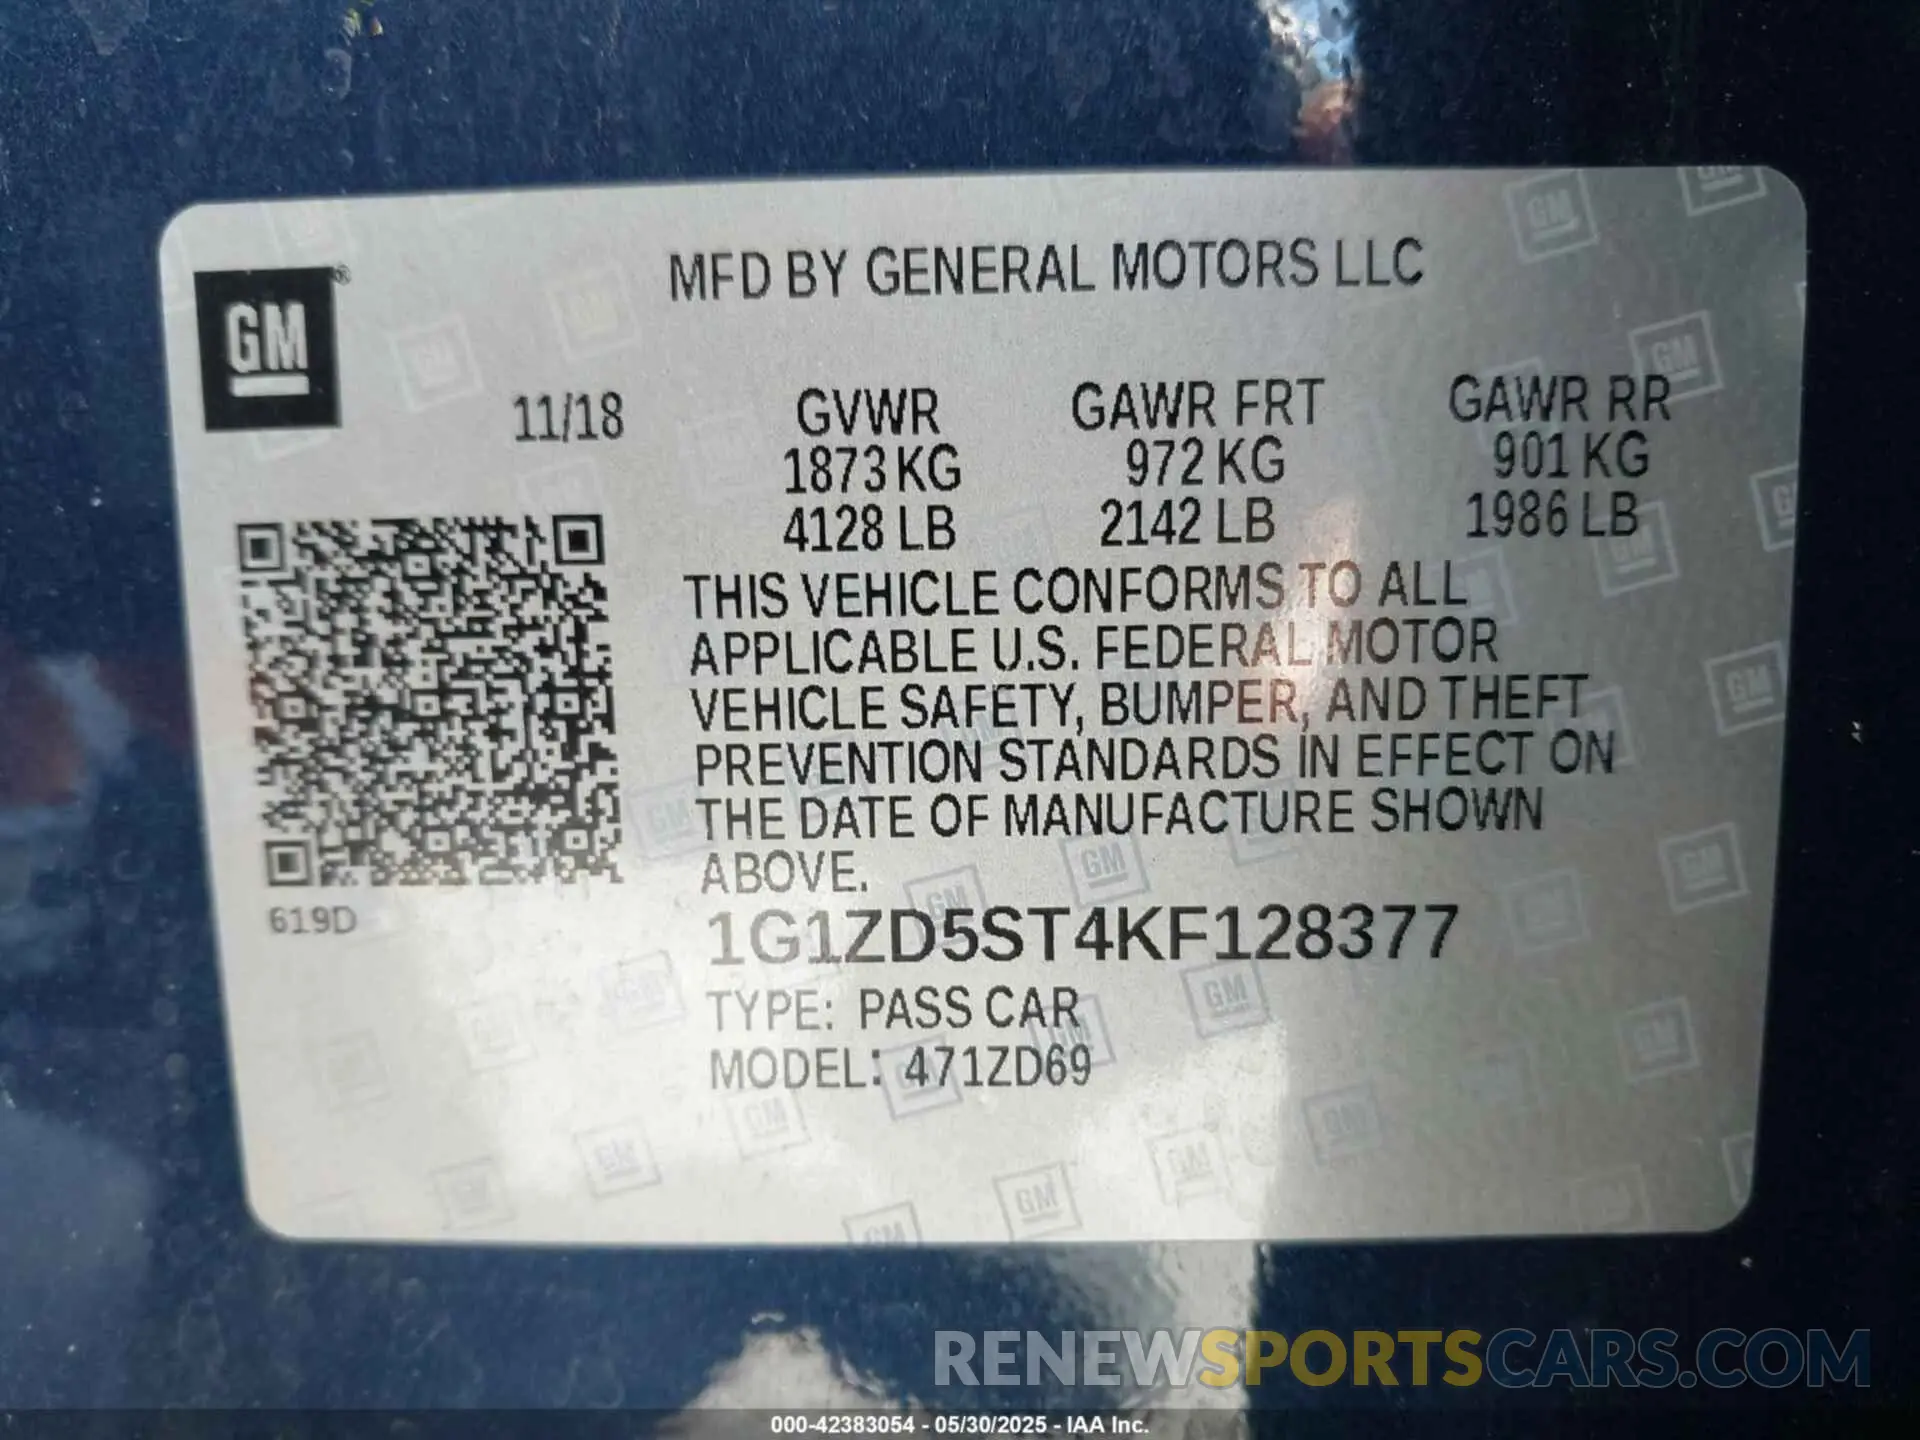 MFD BY GENERAL MOTORS LLC
GM®
11/18
GVWR GAWR FRT GAWR RR
1873 KG 972 KG 901 KG
4128 LB 2142 LB 1986 LB
THIS VEHICLE CONFORMS TO ALL
APPLICABLE U.S. FEDERAL MOTOR
VEHICLE SAFETY, BUMPER, AND THEFT
PREVENTION STANDARDS IN EFFECT ON
THE DATE OF MANUFACTURE SHOWN
ABOVE.
619D
1G1ZD5ST4KF128377
TYPE: PASS CAR
MODEL: 471ZD69
RENEWSPORTSCARS.COM
000-42383054 - 05/30/2025 - IAA Inc.